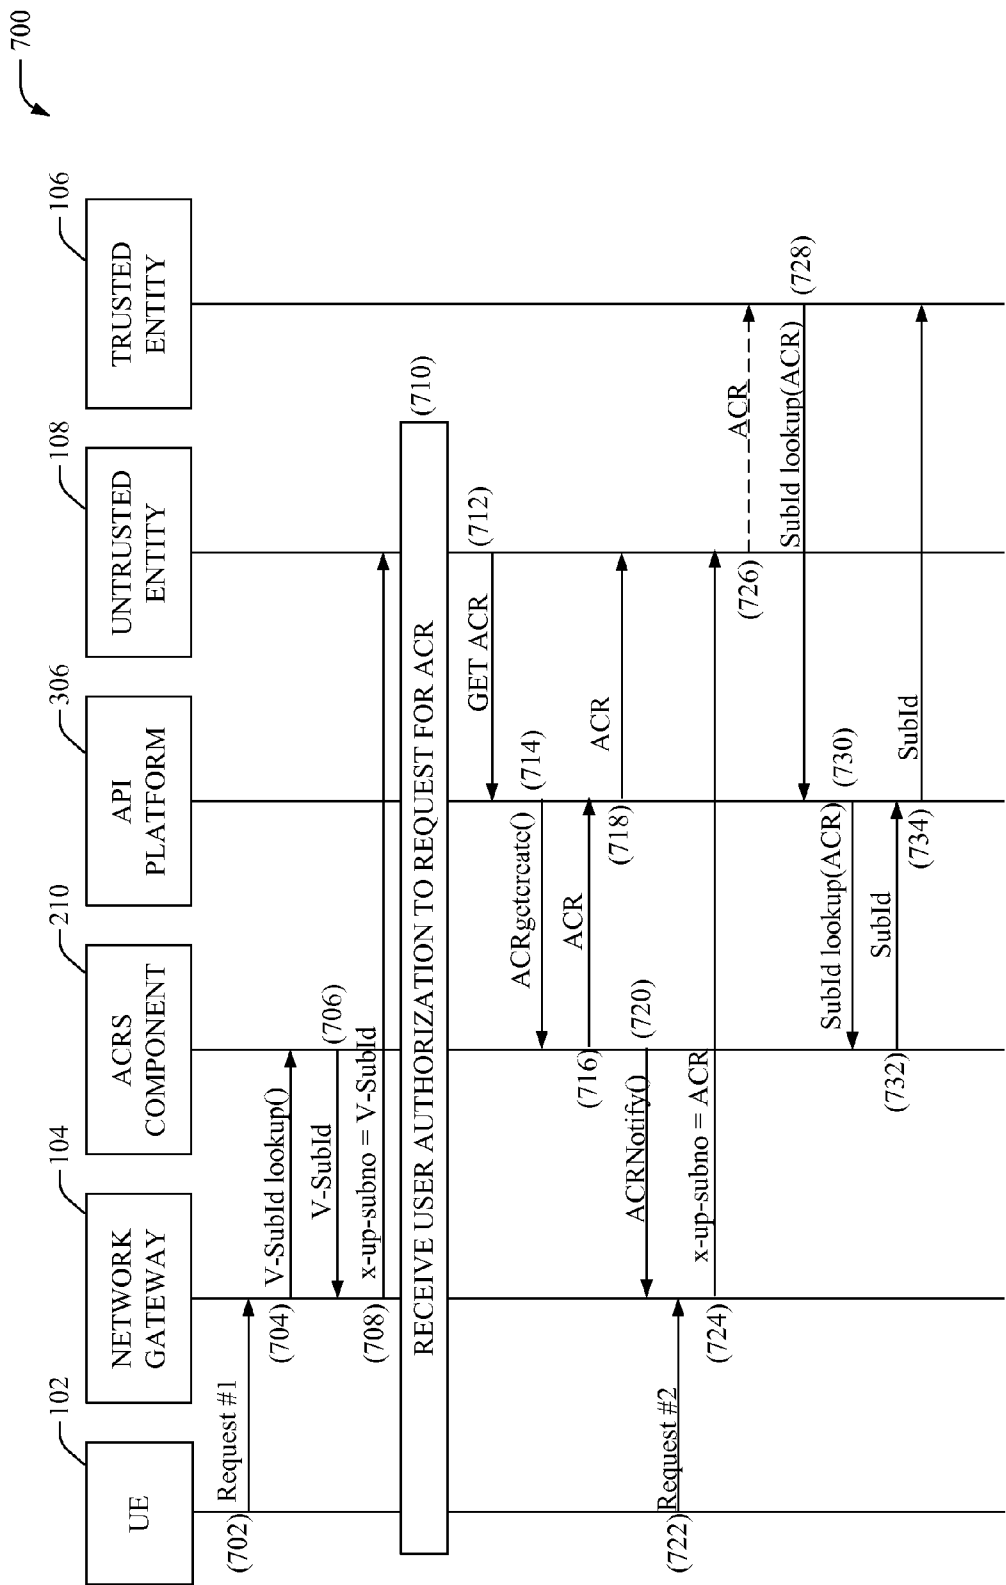 700
102
104
210
306
108
106
UE
NETWORK
GATEWAY
ACRS
COMPONENT
API
PLATFORM
UNTRUSTED
ENTITY
TRUSTED
ENTITY
Request #1
(702)
V-SubId lookup()
(704)
V-SubId
(706)
x-up-subno = V-SubId
(708)
RECEIVE USER AUTHORIZATION TO REQUEST FOR ACR
(710)
GET ACR
(712)
ACRgetcreate()
(714)
ACR
(716)
ACR
(718)
ACRNotify()
(720)
Request #2
(722)
x-up-subno = ACR
(724)
ACR
(726)
SubId lookup(ACR)
(728)
SubId lookup(ACR)
(730)
SubId
(732)
SubId
(734)